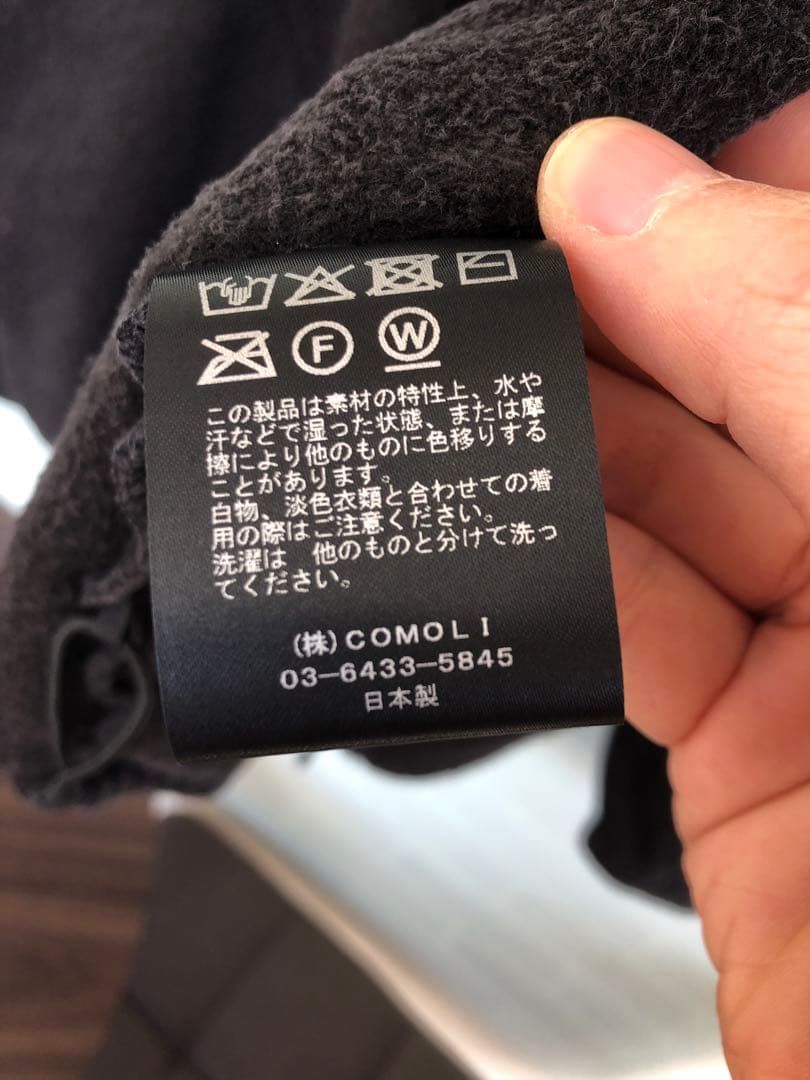 F W
この製品は素材の特性上、水や
汗などで湿った状態、または摩
擦により他のものに色移りする
ことがあります。
白物、淡色衣類と合わせての着
用の際はご注意ください。
洗濯は 他のものと分けて洗っ
てください。
(株)COMOLI
03-6433-5845
日本製